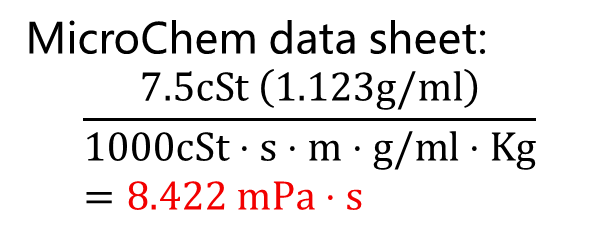 MicroChem data sheet:
7.5cSt (1.123g/ml)
1000cSt · s · m · g/ml · Kg
= 8.422 mPa · s